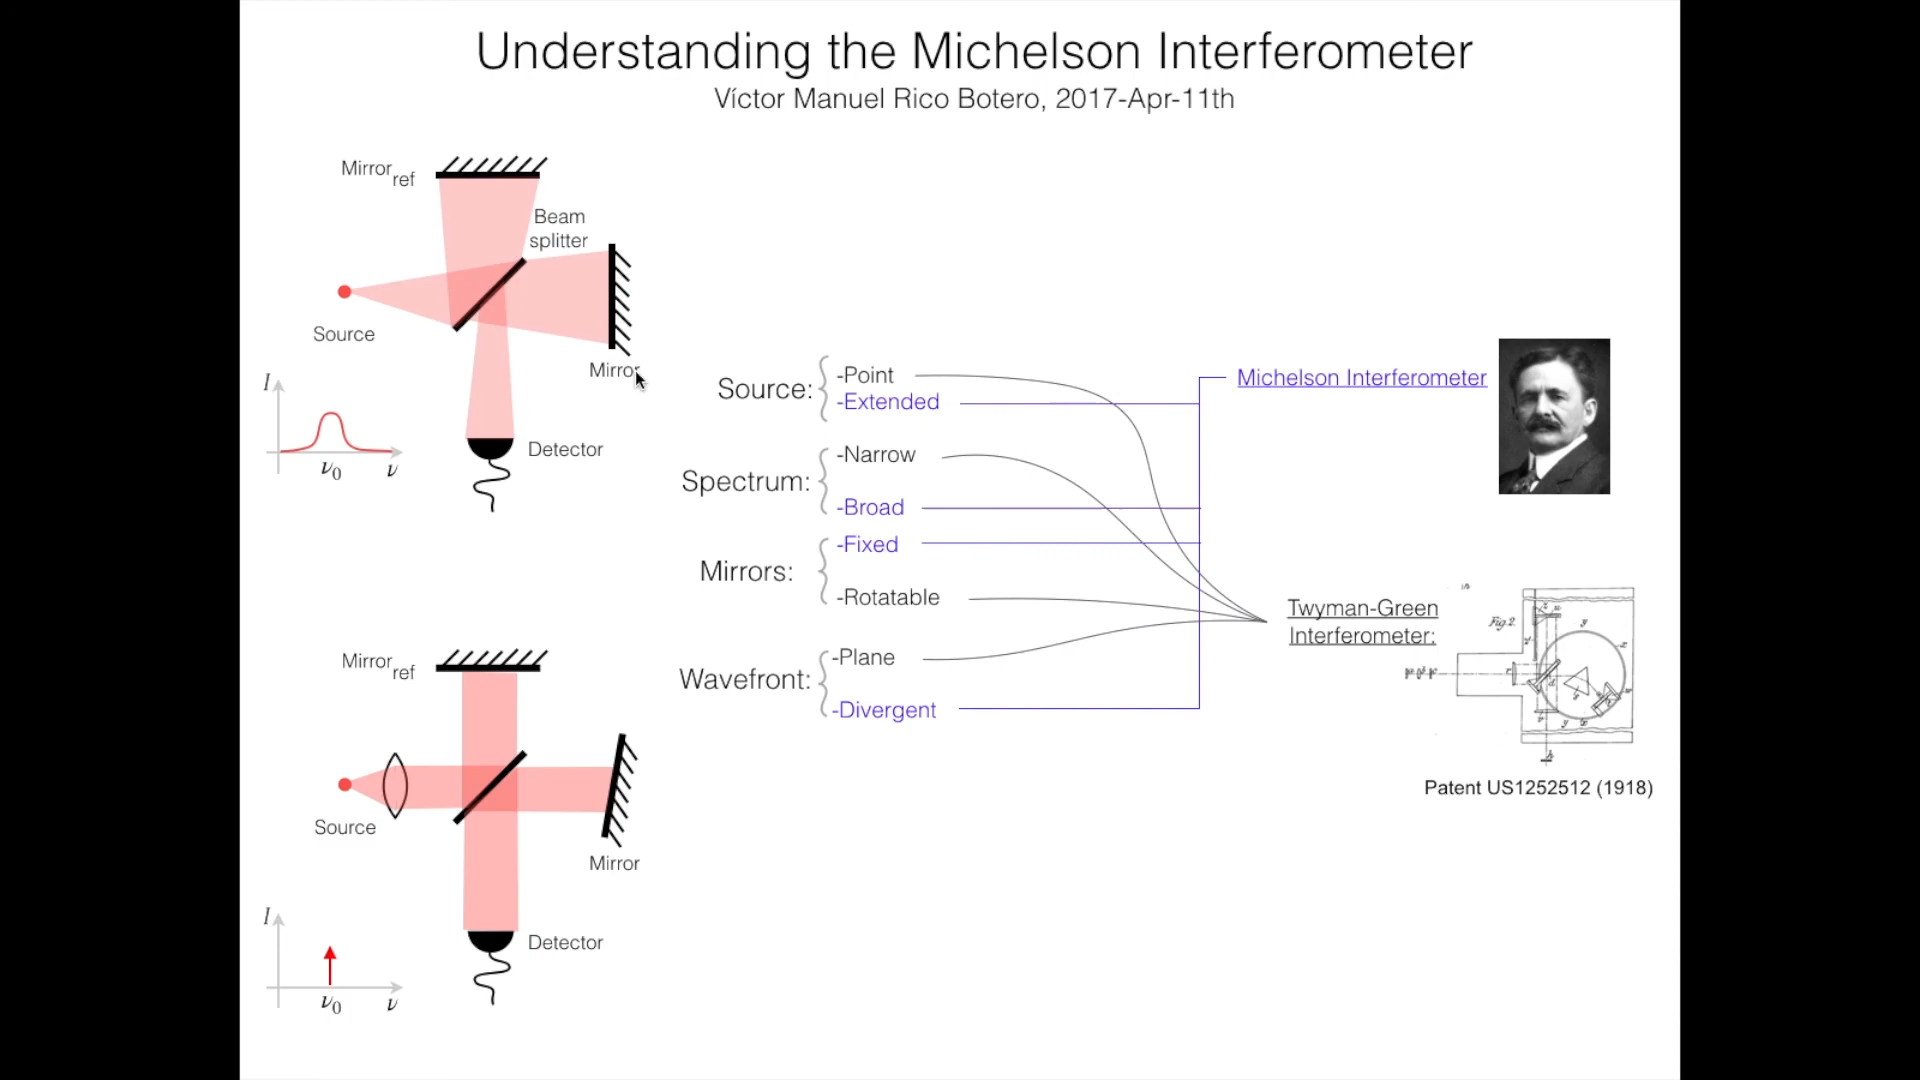 Understanding the Michelson Interferometer
Víctor Manuel Rico Botero, 2017-Apr-11th
Mirror ref
Beam
splitter
Source
Mirror
Detector
I
ν0
ν
Mirror ref
Source
Mirror
Detector
I
ν0
ν
Source:
-Point
-Extended
Spectrum:
-Narrow
-Broad
Mirrors:
-Fixed
-Rotatable
Wavefront:
-Plane
-Divergent
Michelson Interferometer
Twyman-Green
Interferometer:
Fig.2.
Patent US1252512 (1918)